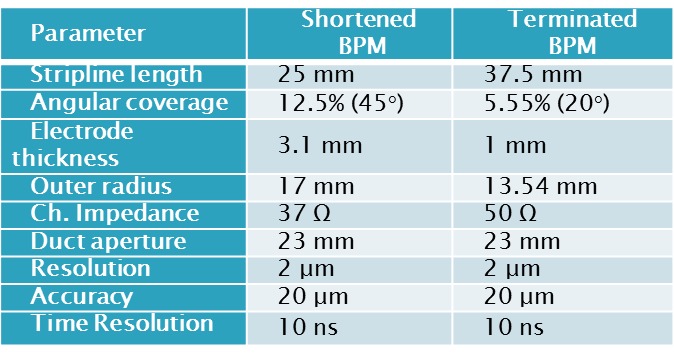 Parameter Shortened BPM Terminated BPM
Stripline length 25 mm 37.5 mm
Angular coverage 12.5% (45°) 5.55% (20°)
Electrode thickness 3.1 mm 1 mm
Outer radius 17 mm 13.54 mm
Ch. Impedance 37 Ω 50 Ω
Duct aperture 23 mm 23 mm
Resolution 2 μm 2 μm
Accuracy 20 μm 20 μm
Time Resolution 10 ns 10 ns